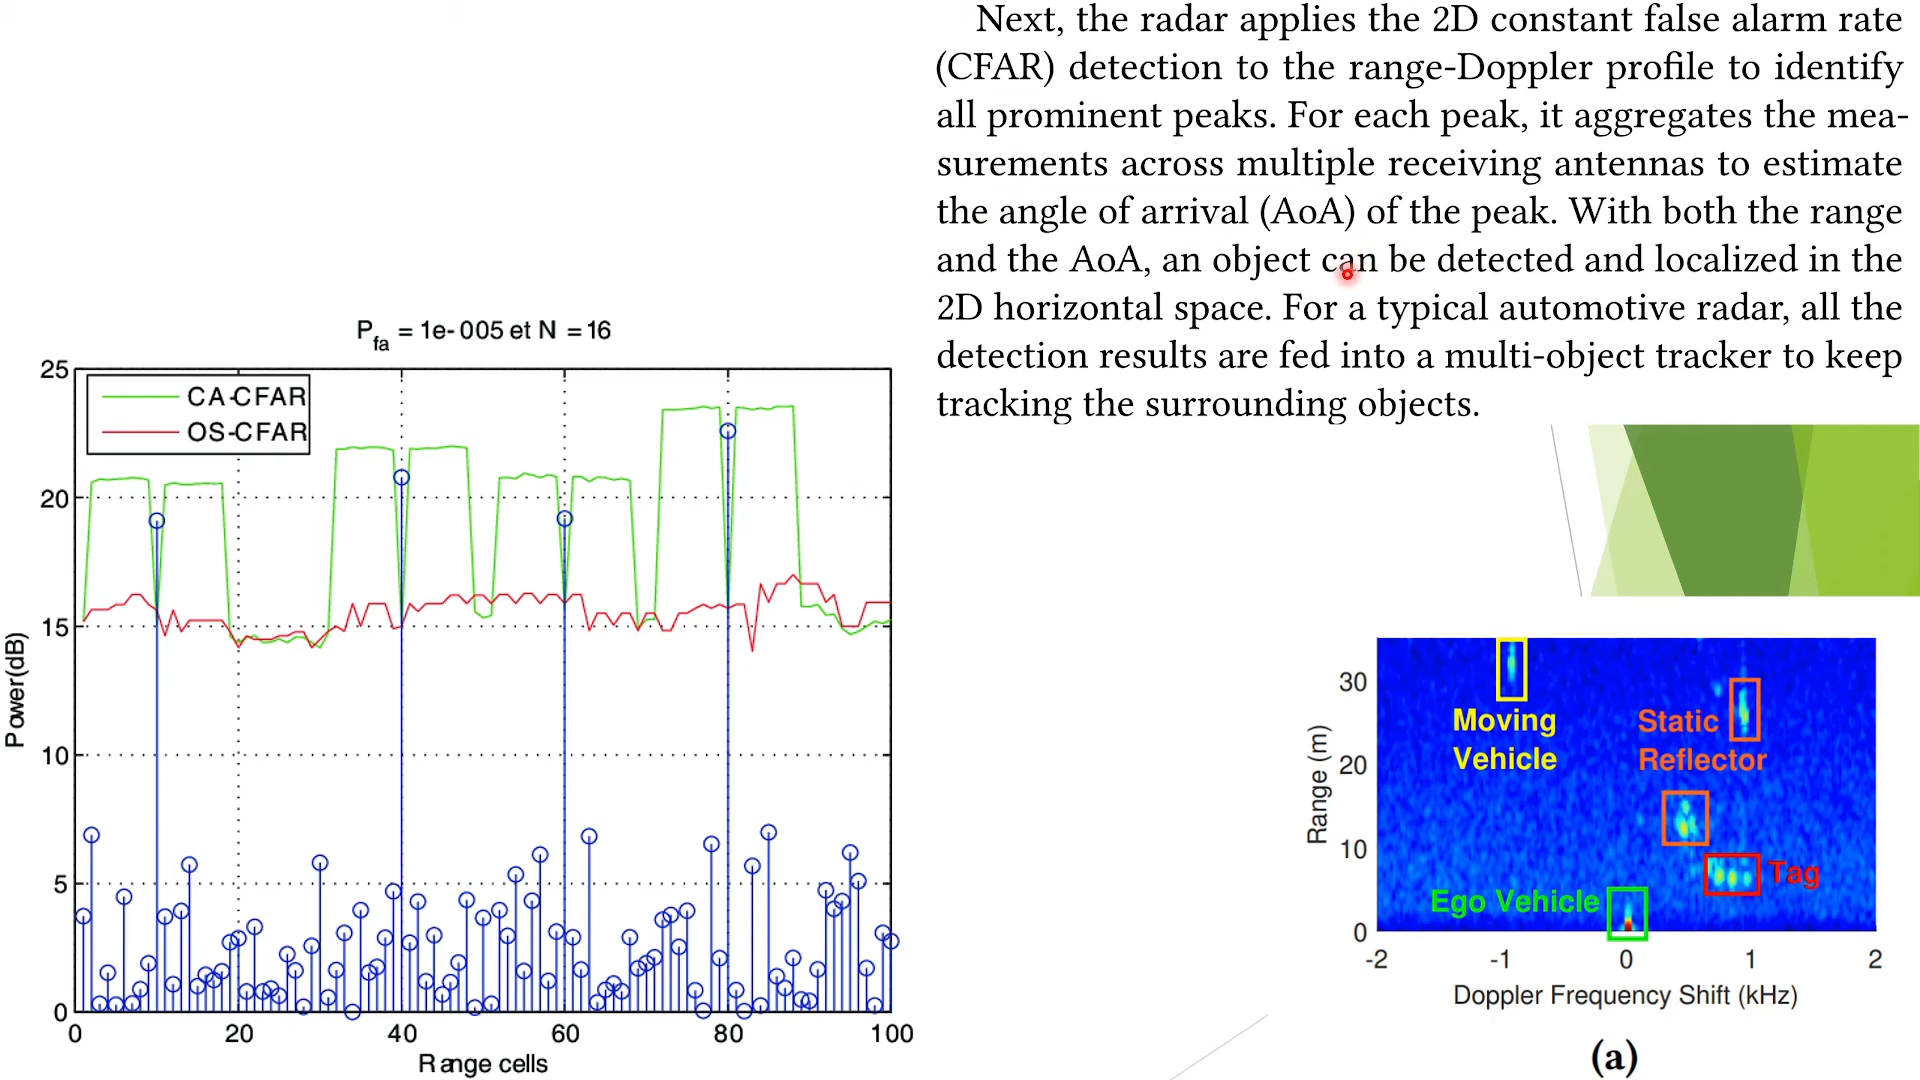 Next, the radar applies the 2D constant false alarm rate
(CFAR) detection to the range-Doppler profile to identify
all prominent peaks. For each peak, it aggregates the mea-
surements across multiple receiving antennas to estimate
the angle of arrival (AoA) of the peak. With both the range
and the AoA, an object can be detected and localized in the
2D horizontal space. For a typical automotive radar, all the
detection results are fed into a multi-object tracker to keep
tracking the surrounding objects.
Pfa = 1e-005 et N = 16
CA-CFAR
OS-CFAR
25
20
15
10
5
0
Power(dB)
0 20 40 60 80 100
Range cells
30
20
10
0
Range (m)
Moving
Vehicle
Static
Reflector
Tag
Ego Vehicle
-2 -1 0 1 2
Doppler Frequency Shift (kHz)
(a)